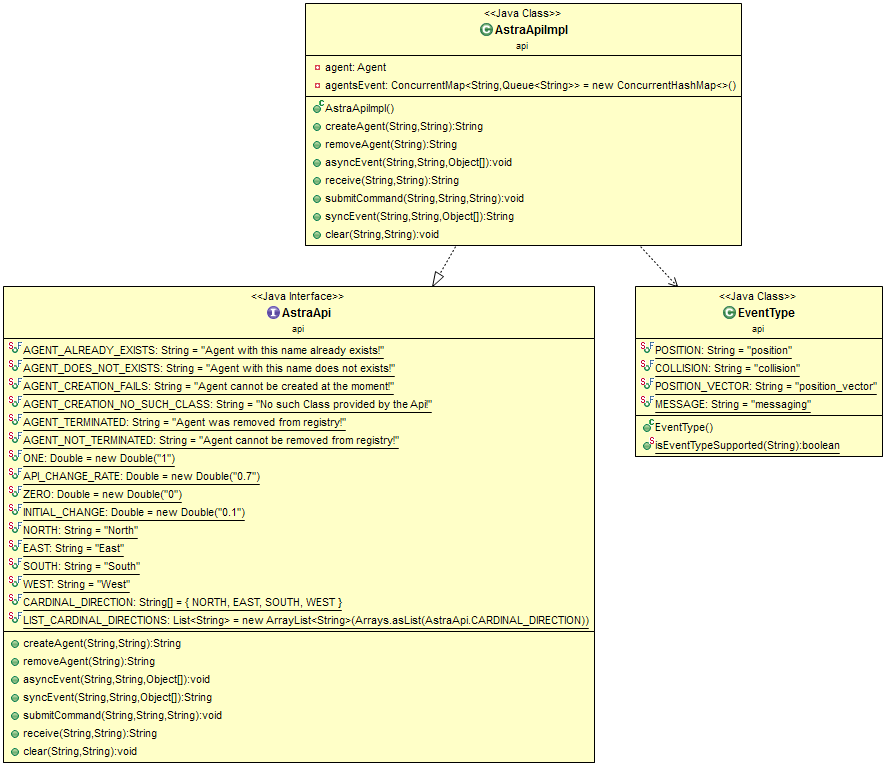 <<Java Class>>
C AstraApiImpl
api
agent: Agent
agentsEvent: ConcurrentMap<String,Queue<String>> = new ConcurrentHashMap<>()
C AstraApiImpl()
createAgent(String,String):String
removeAgent(String):String
asyncEvent(String,String,Object[]):void
receive(String,String):String
submitCommand(String,String,String):void
syncEvent(String,String,Object[]):String
clear(String,String):void
<<Java Interface>>
I AstraApi
api
S F AGENT_ALREADY_EXISTS: String = "Agent with this name already exists!"
S F AGENT_DOES_NOT_EXISTS: String = "Agent with this name does not exists!"
S F AGENT_CREATION_FAILS: String = "Agent cannot be created at the moment!"
S F AGENT_CREATION_NO_SUCH_CLASS: String = "No such Class provided by the Api!"
S F AGENT_TERMINATED: String = "Agent was removed from registry!"
S F AGENT_NOT_TERMINATED: String = "Agent cannot be removed from registry!"
S F ONE: Double = new Double("1")
S F API_CHANGE_RATE: Double = new Double("0.7")
S F ZERO: Double = new Double("0")
S F INITIAL_CHANGE: Double = new Double("0.1")
S F NORTH: String = "North"
S F EAST: String = "East"
S F SOUTH: String = "South"
S F WEST: String = "West"
S F CARDINAL_DIRECTION: String[] = { NORTH, EAST, SOUTH, WEST }
S F LIST_CARDINAL_DIRECTIONS: List<String> = new ArrayList<String>(Arrays.asList(AstraApi.CARDINAL_DIRECTION))
createAgent(String,String):String
removeAgent(String):String
asyncEvent(String,String,Object[]):void
syncEvent(String,String,Object[]):String
submitCommand(String,String,String):void
receive(String,String):String
clear(String,String):void
<<Java Class>>
C EventType
api
S F POSITION: String = "position"
S F COLLISION: String = "collision"
S F POSITION_VECTOR: String = "position_vector"
S F MESSAGE: String = "messaging"
C EventType()
S isEventTypeSupported(String):boolean